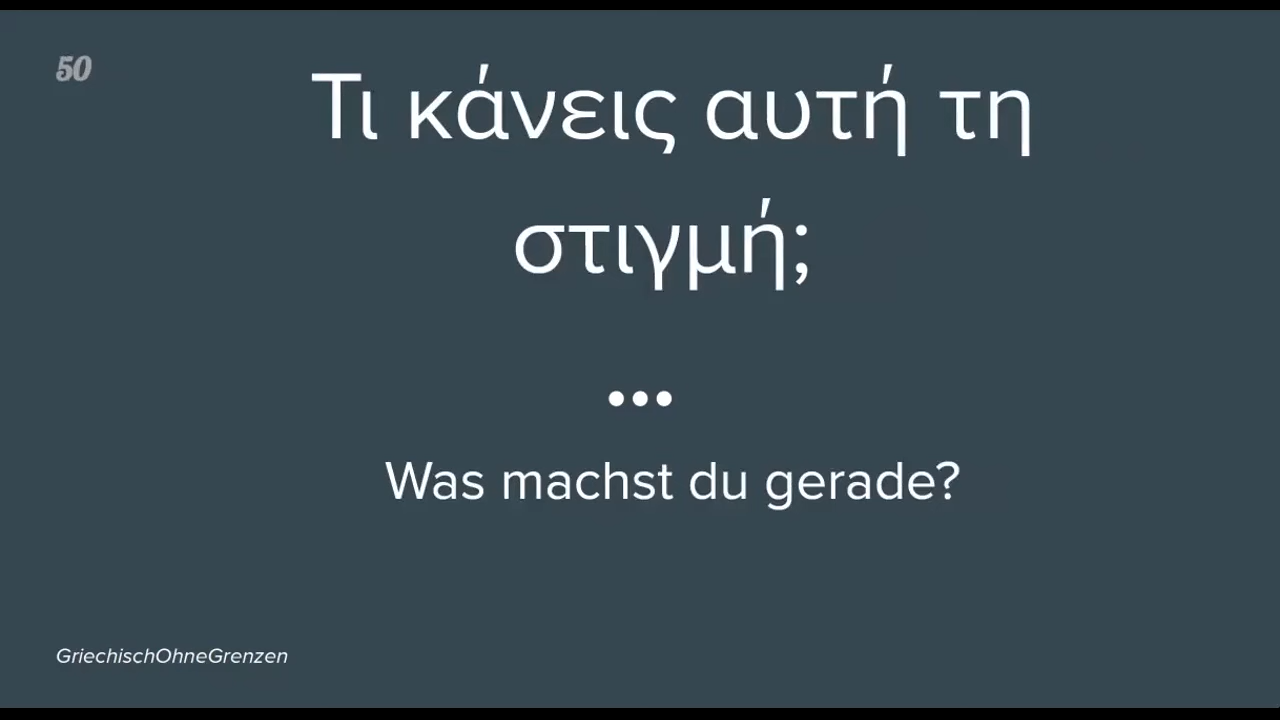 50
Τι κάνεις αυτή τη
στιγμή;
...
Was machst du gerade?
GriechischOhneGrenzen